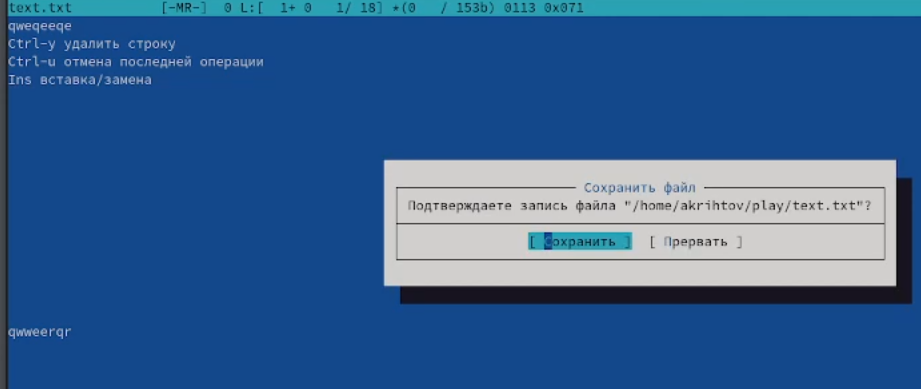 text.txt [-MR-] 0 L:[ 1+ 0 1/ 18] *(0 / 153b) 0113 0x071
qweqeeqe
Ctrl-y удалить строку
Ctrl-u отмена последней операции
Ins вставка/замена
Сохранить файл
Подтверждаете запись файла "/home/akrihtov/play/text.txt"?
[ Сохранить ] [ Прервать ]
qwweerqr